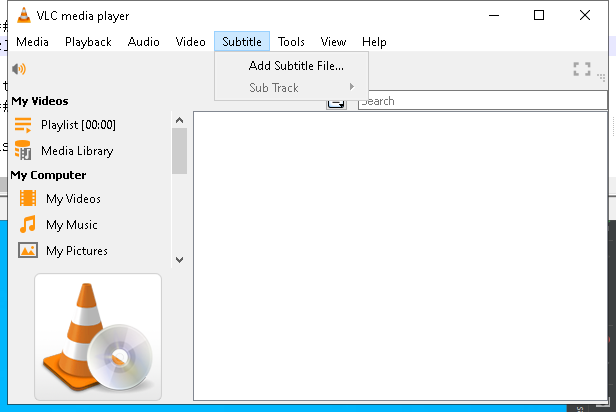 VLC media player
Media Playback Audio Video Subtitle Tools View Help
Add Subtitle File...
Sub Track
Search
My Videos
Playlist [00:00]
Media Library
My Computer
My Videos
My Music
My Pictures